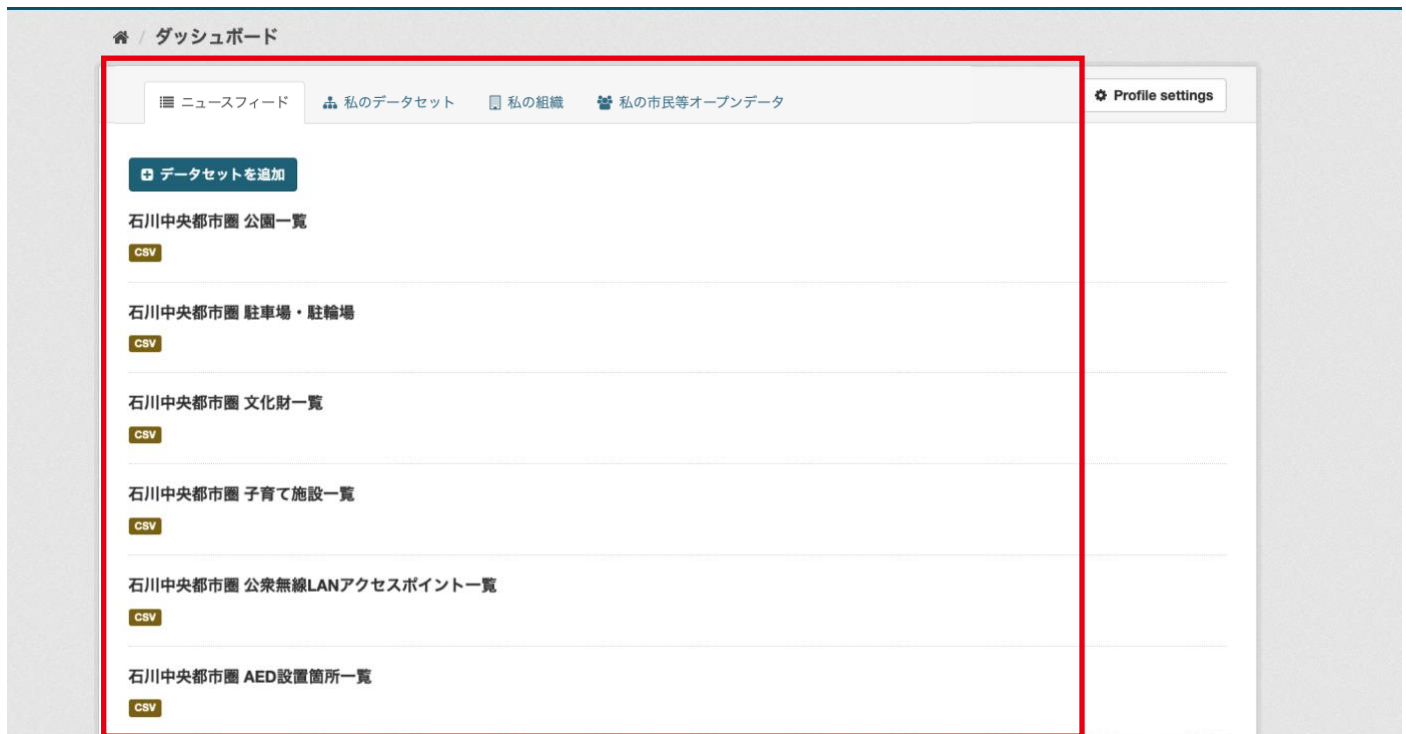 / ダッシュボード
ニュースフィード 私のデータセット 私の組織 私の市民等オープンデータ Profile settings
データセットを追加
石川中央都市圏 公園一覧
CSV
石川中央都市圏 駐車場・駐輪場
CSV
石川中央都市圏 文化財一覧
CSV
石川中央都市圏 子育て施設一覧
CSV
石川中央都市圏 公衆無線LANアクセスポイント一覧
CSV
石川中央都市圏 AED設置箇所一覧
CSV